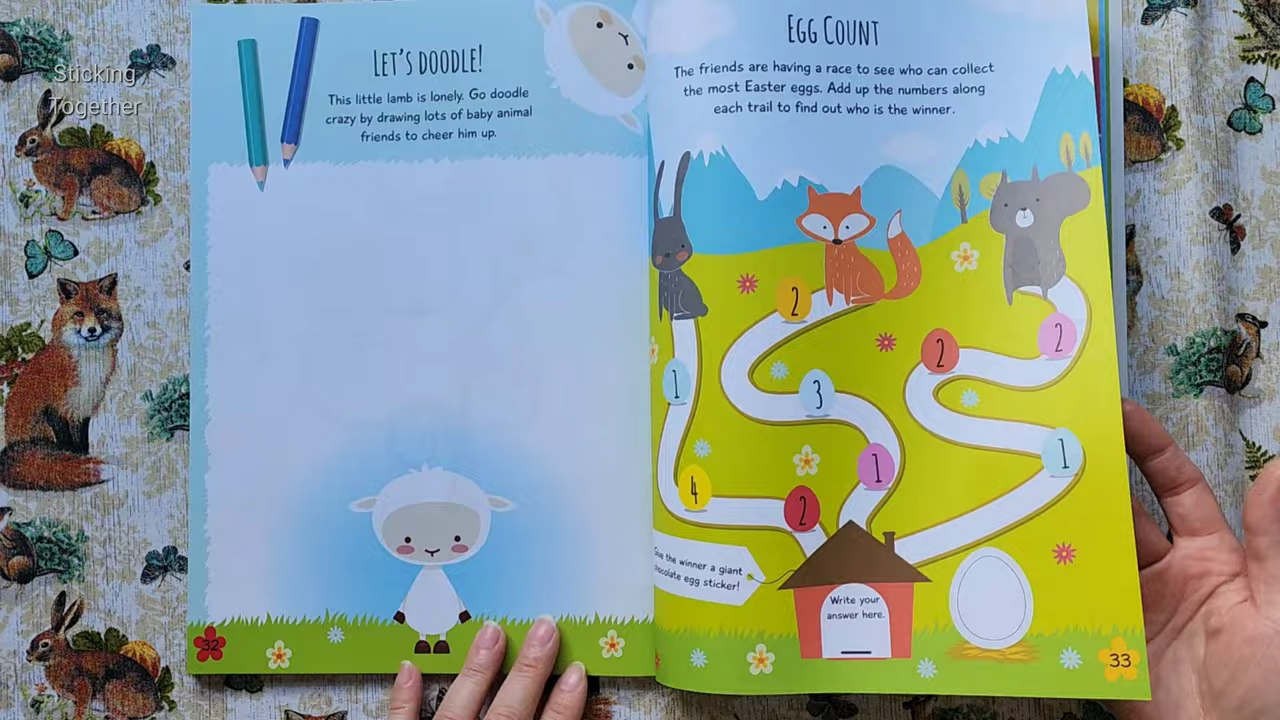 Sticking
Together
LET'S DOODLE!
This little lamb is lonely. Go doodle
crazy by drawing lots of baby animal
friends to cheer him up.
32
EGG COUNT
The friends are having a race to see who can collect
the most Easter eggs. Add up the numbers along
each trail to find out who is the winner.
2
2
2
1
3
1
4
1
2
the winner a giant
chocolate egg sticker!
Write your
answer here.
33